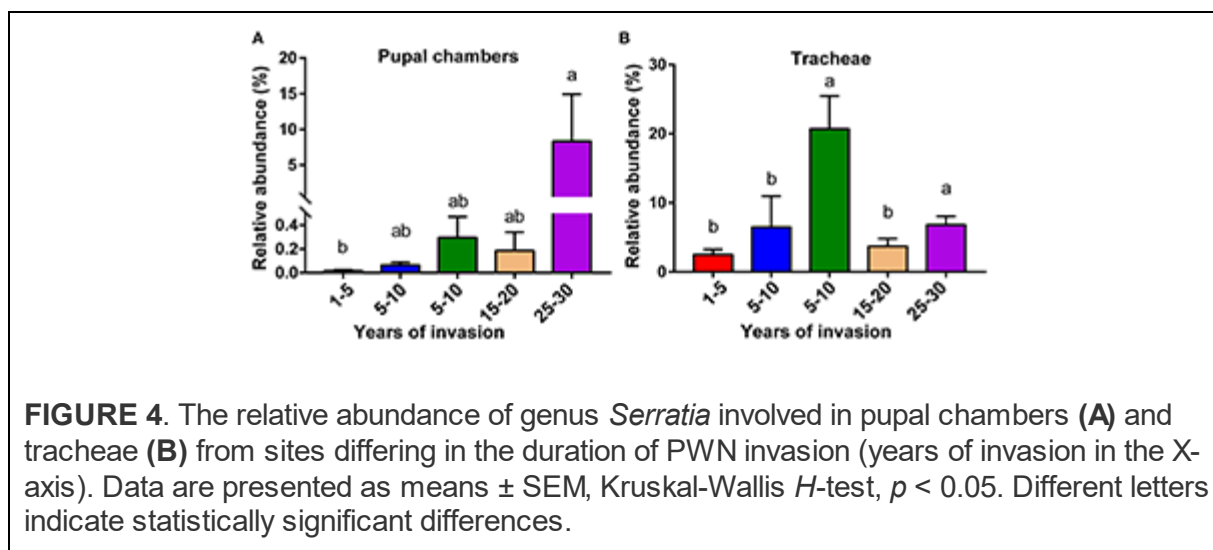 A
Pupal chambers
Relative abundance (%)
20
15
10
5
0.4
0.2
0.0
b
ab
ab
ab
a
1-5
5-10
5-10
15-20
25-30
Years of invasion
B
Tracheae
Relative abundance (%)
30
20
10
0
b
b
a
b
a
1-5
5-10
5-10
15-20
25-30
Years of invasion
FIGURE 4. The relative abundance of genus Serratia involved in pupal chambers (A) and
tracheae (B) from sites differing in the duration of PWN invasion (years of invasion in the X-
axis). Data are presented as means ± SEM, Kruskal-Wallis H-test, p < 0.05. Different letters
indicate statistically significant differences.